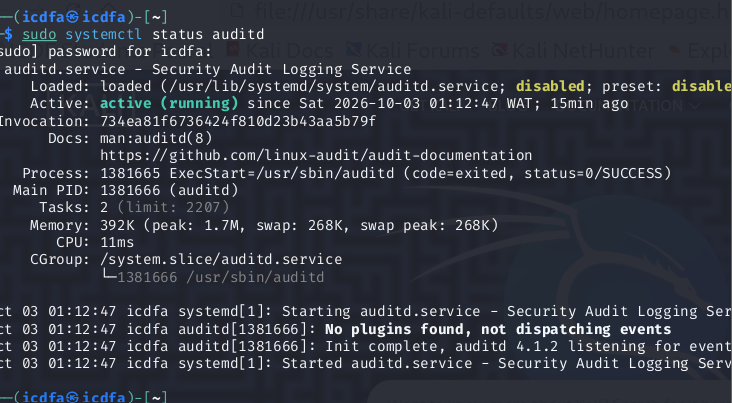 file:///usr/share/kali-defaults/web/homepage.h
—(icdfa㉿icdfa)-[~]
$ sudo systemctl status auditd
sudo] password for icdfa:
Kali Docs Kali Forums Kali NetHunter Expl
auditd.service - Security Audit Logging Service
Loaded: loaded (/usr/lib/systemd/system/auditd.service; disabled; preset: disable
Active: active (running) since Sat 2026-10-03 01:12:47 WAT; 15min ago
Invocation: 734ea81f6736424f810d23b43aa5b79f
Docs: man:auditd(8)
https://github.com/linux-audit/audit-documentation
Process: 1381665 ExecStart=/usr/sbin/auditd (code=exited, status=0/SUCCESS)
Main PID: 1381666 (auditd)
Tasks: 2 (limit: 2207)
Memory: 392K (peak: 1.7M, swap: 268K, swap peak: 268K)
CPU: 11ms
CGroup: /system.slice/auditd.service
└─1381666 /usr/sbin/auditd
ct 03 01:12:47 icdfa systemd[1]: Starting auditd.service - Security Audit Logging Ser
ct 03 01:12:47 icdfa auditd[1381666]: No plugins found, not dispatching events
ct 03 01:12:47 icdfa auditd[1381666]: Init complete, auditd 4.1.2 listening for event
ct 03 01:12:47 icdfa systemd[1]: Started auditd.service - Security Audit Logging Serv
—(icdfa㉿icdfa)-[~]